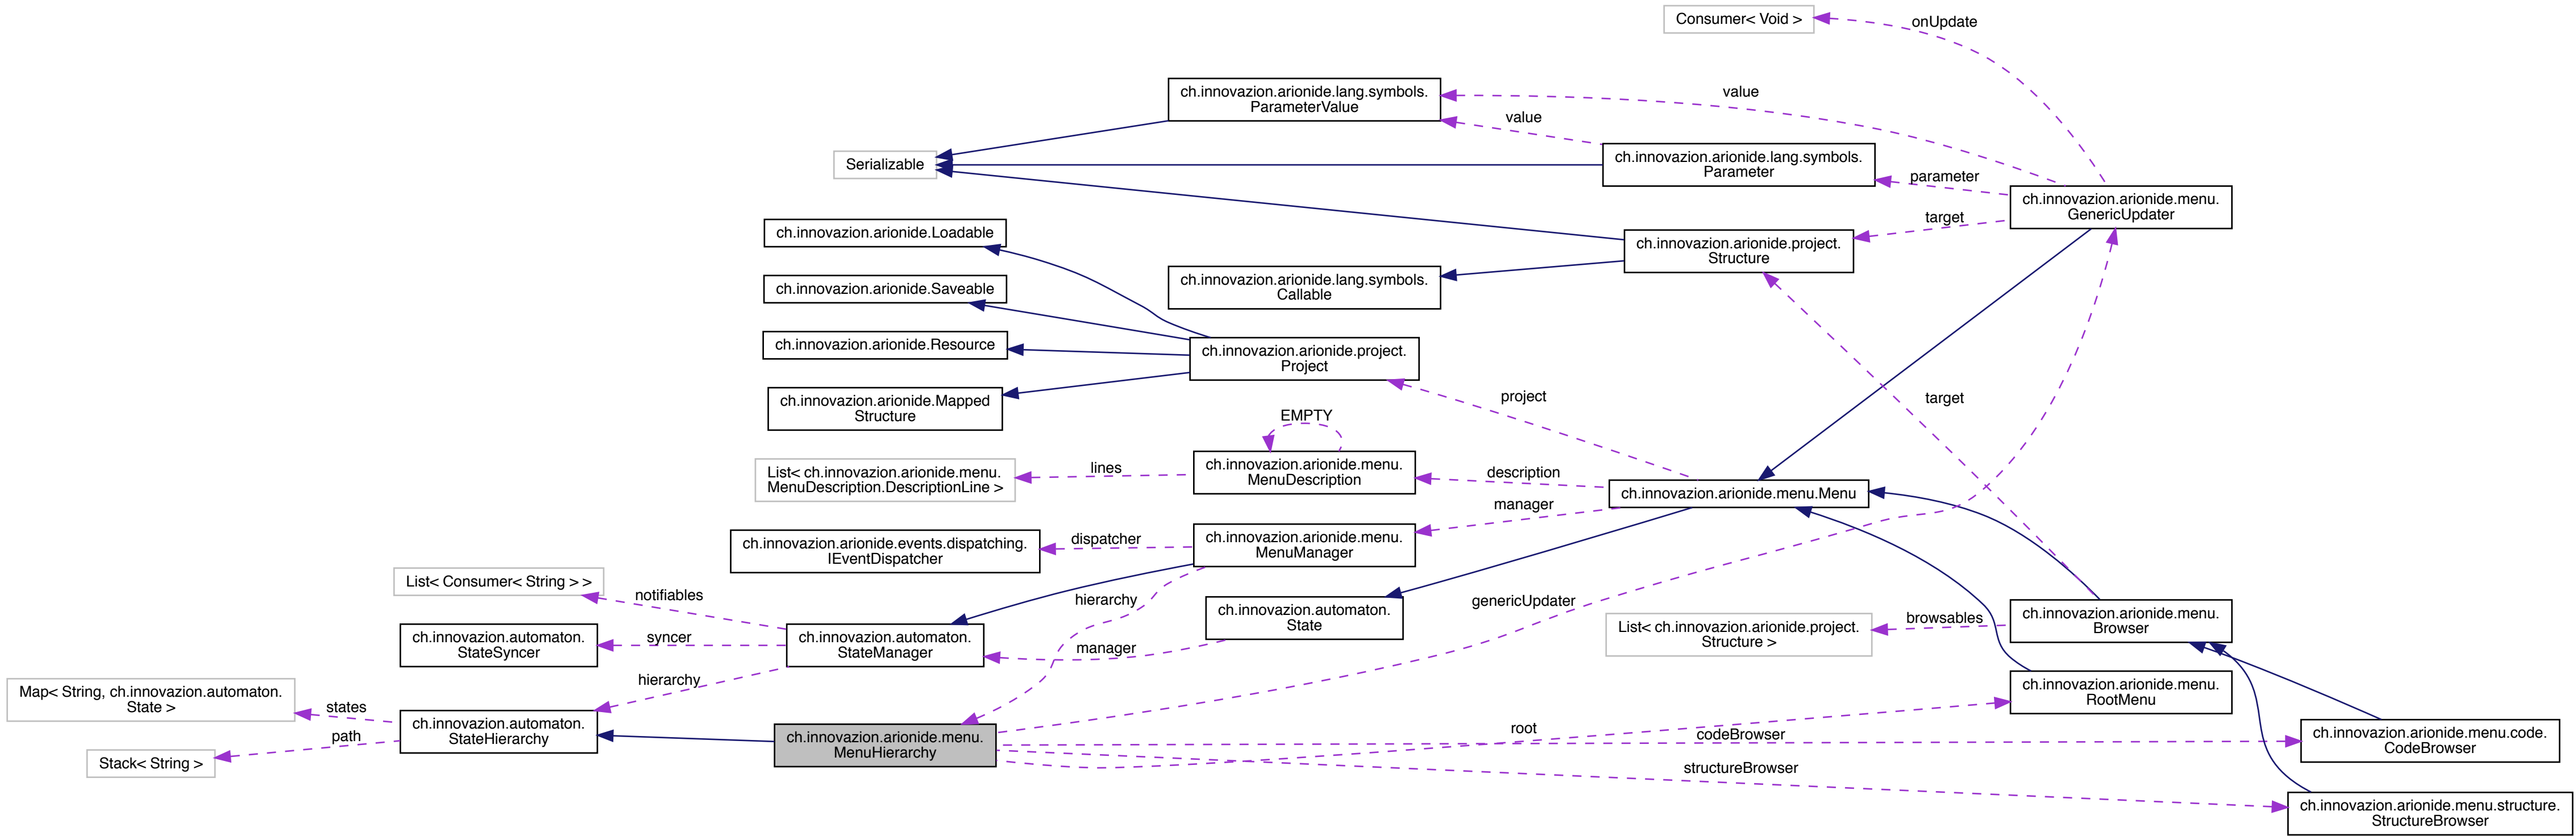 Consumer< Void >
onUpdate
ch.innovazion.arionide.lang.symbols.
ParameterValue
value
value
Serializable
ch.innovazion.arionide.lang.symbols.
Parameter
parameter
ch.innovazion.arionide.menu.
GenericUpdater
target
ch.innovazion.arionide.Loadable
ch.innovazion.arionide.project.
Structure
ch.innovazion.arionide.Saveable
ch.innovazion.arionide.lang.symbols.
Callable
ch.innovazion.arionide.Resource
ch.innovazion.arionide.project.
Project
ch.innovazion.arionide.Mapped
Structure
project
target
EMPTY
List< ch.innovazion.arionide.menu.
MenuDescription.DescriptionLine >
lines
ch.innovazion.arionide.menu.
MenuDescription
description
ch.innovazion.arionide.menu.Menu
manager
ch.innovazion.arionide.events.dispatching.
IEventDispatcher
dispatcher
ch.innovazion.arionide.menu.
MenuManager
List< Consumer< String > >
notifiables
hierarchy
genericUpdater
ch.innovazion.automaton.
State
ch.innovazion.automaton.
StateSyncer
syncer
ch.innovazion.automaton.
StateManager
manager
List< ch.innovazion.arionide.project.
Structure >
browsables
ch.innovazion.arionide.menu.
Browser
hierarchy
Map< String, ch.innovazion.automaton.
State >
states
ch.innovazion.arionide.menu.
RootMenu
ch.innovazion.automaton.
StateHierarchy
path
Stack< String >
ch.innovazion.arionide.menu.
MenuHierarchy
root
codeBrowser
ch.innovazion.arionide.menu.code.
CodeBrowser
structureBrowser
ch.innovazion.arionide.menu.structure.
StructureBrowser